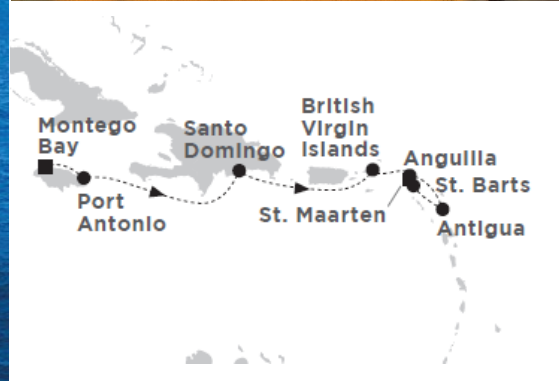 Montego
Bay
Port
Antonio
Santo
Domingo
British
Virgin
Islands
Anguilla
St. Barts
St. Maarten
Antigua